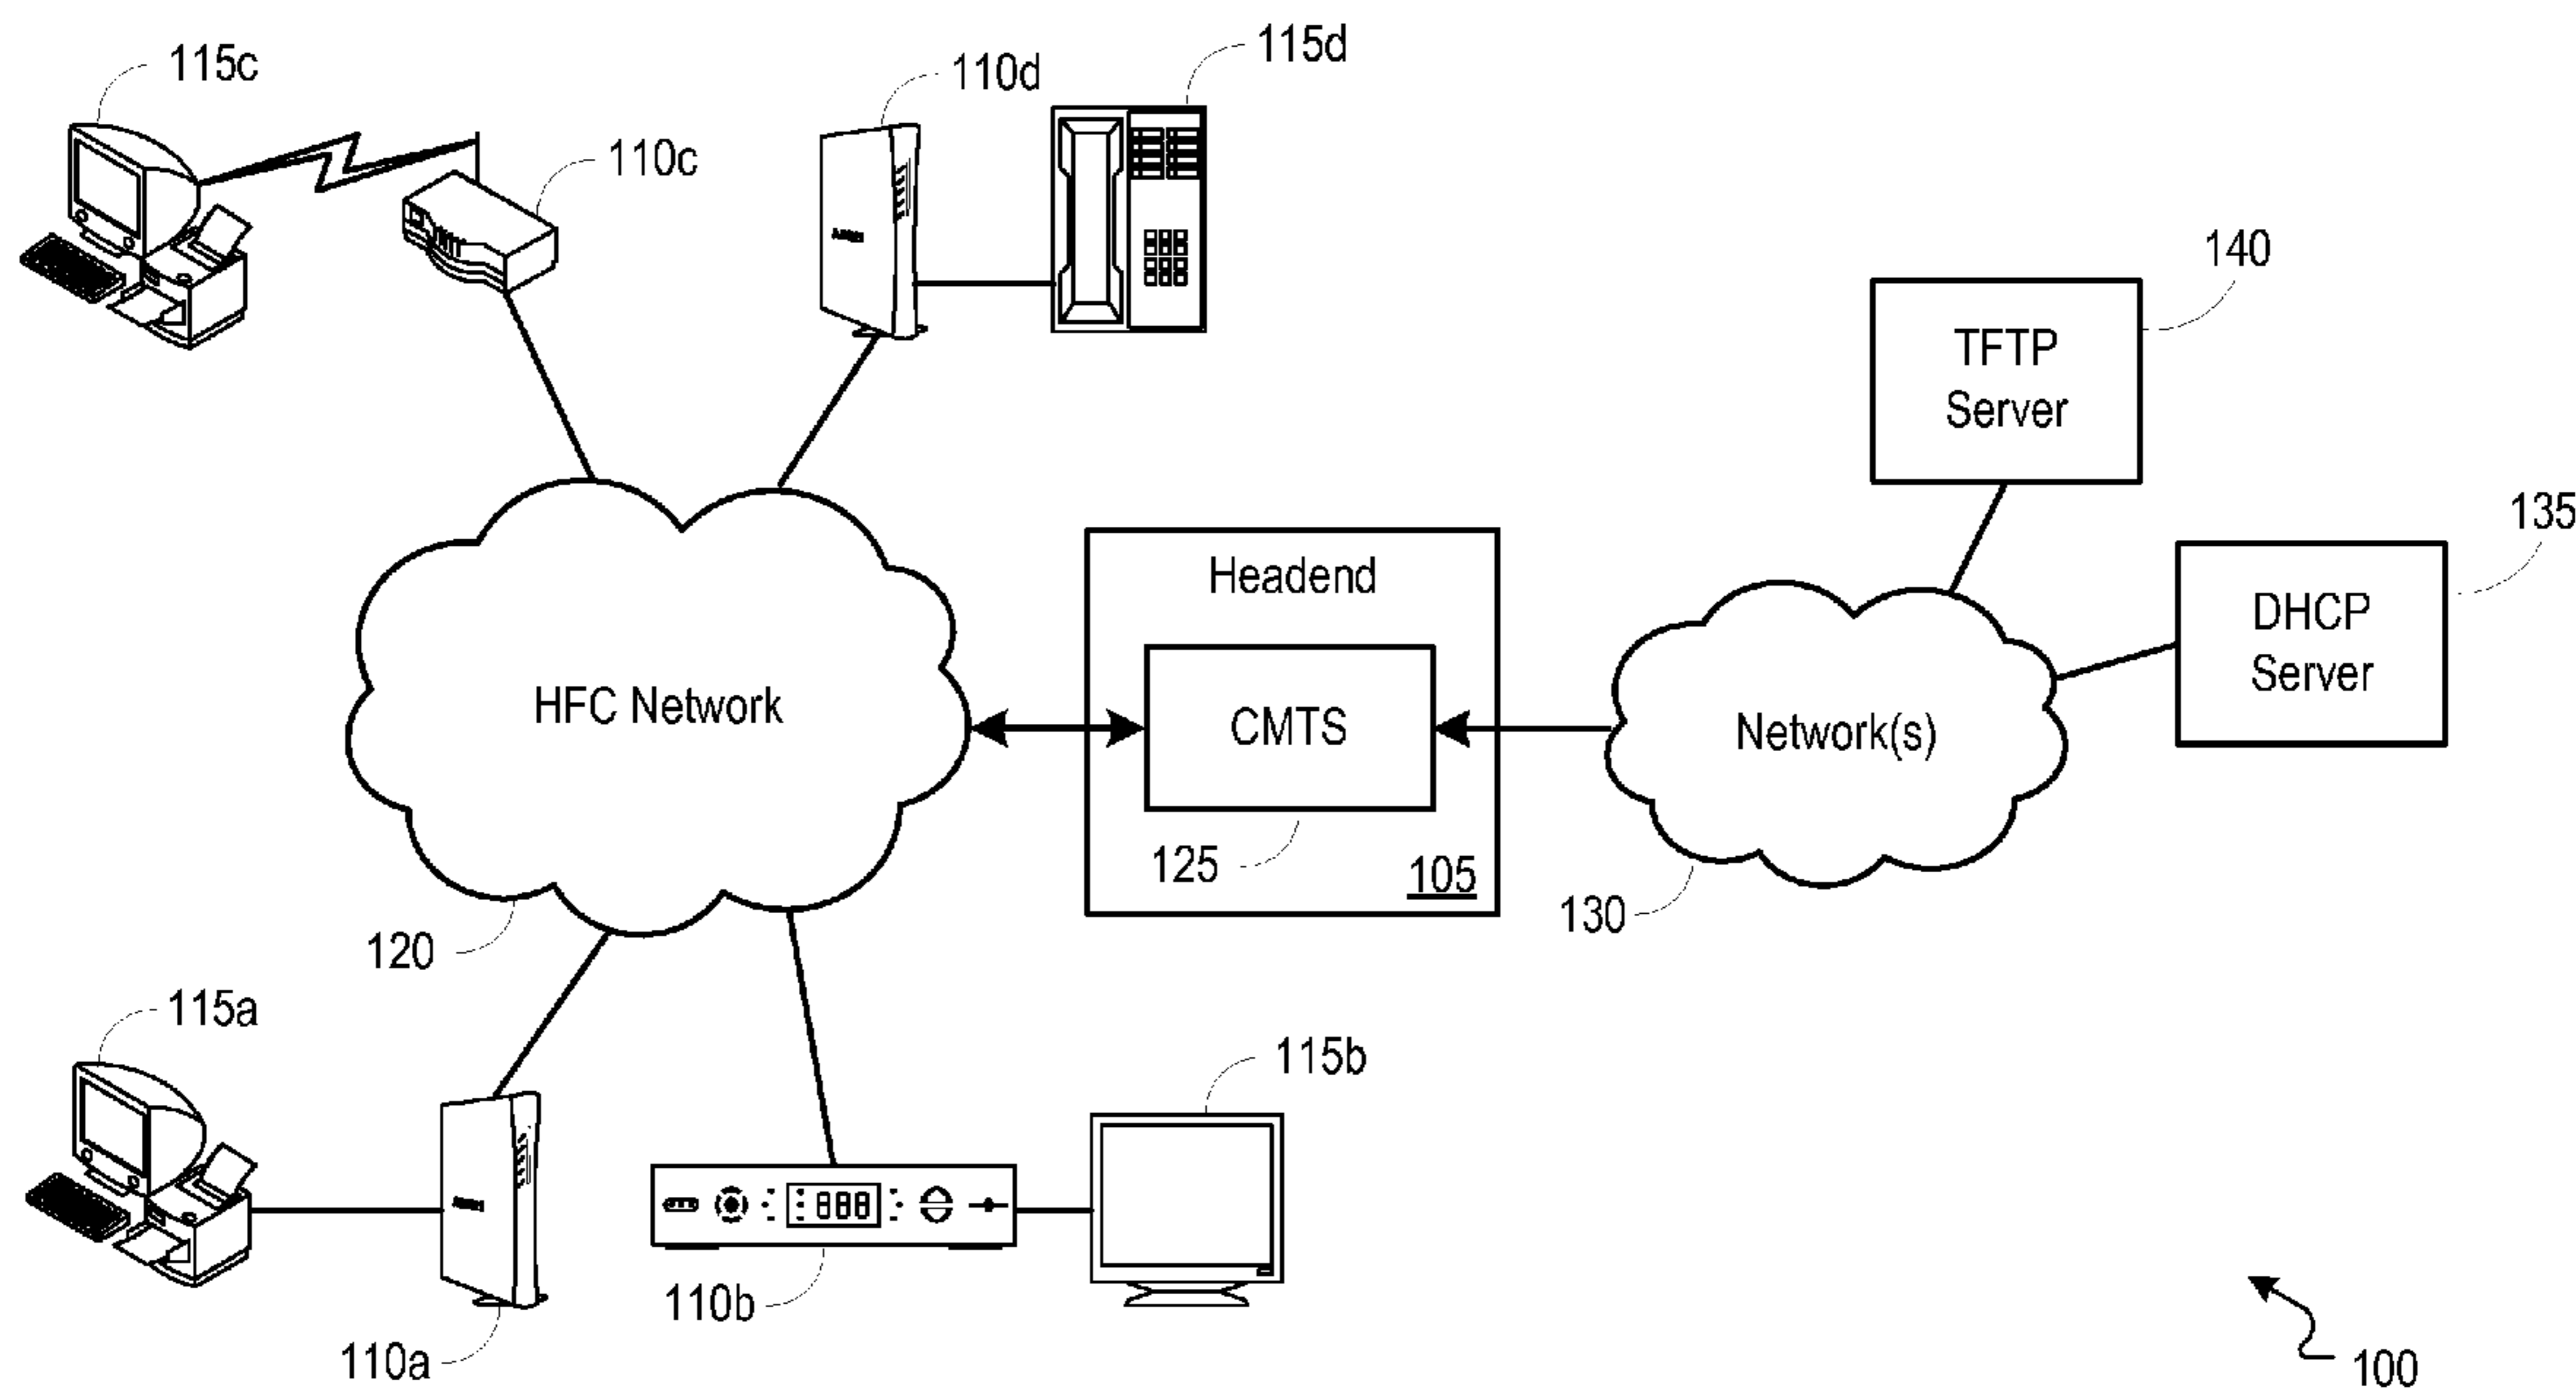 115c
110c
110d
115d
140
TFTP
Server
135
DHCP
Server
Headend
HFC Network
CMTS
Network(s)
125
105
130
120
115a
115b
888
110b
110a
100